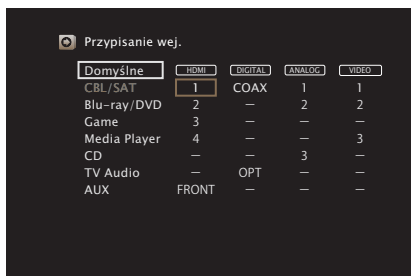 Przypisanie wej.
Domyślne HDMI DIGITAL ANALOG VIDEO
CBL/SAT 1 COAX 1 1
Blu-ray/DVD 2 – 2 2
Game 3 – – –
Media Player 4 – – 3
CD – – 3 –
TV Audio – OPT – –
AUX FRONT – – –